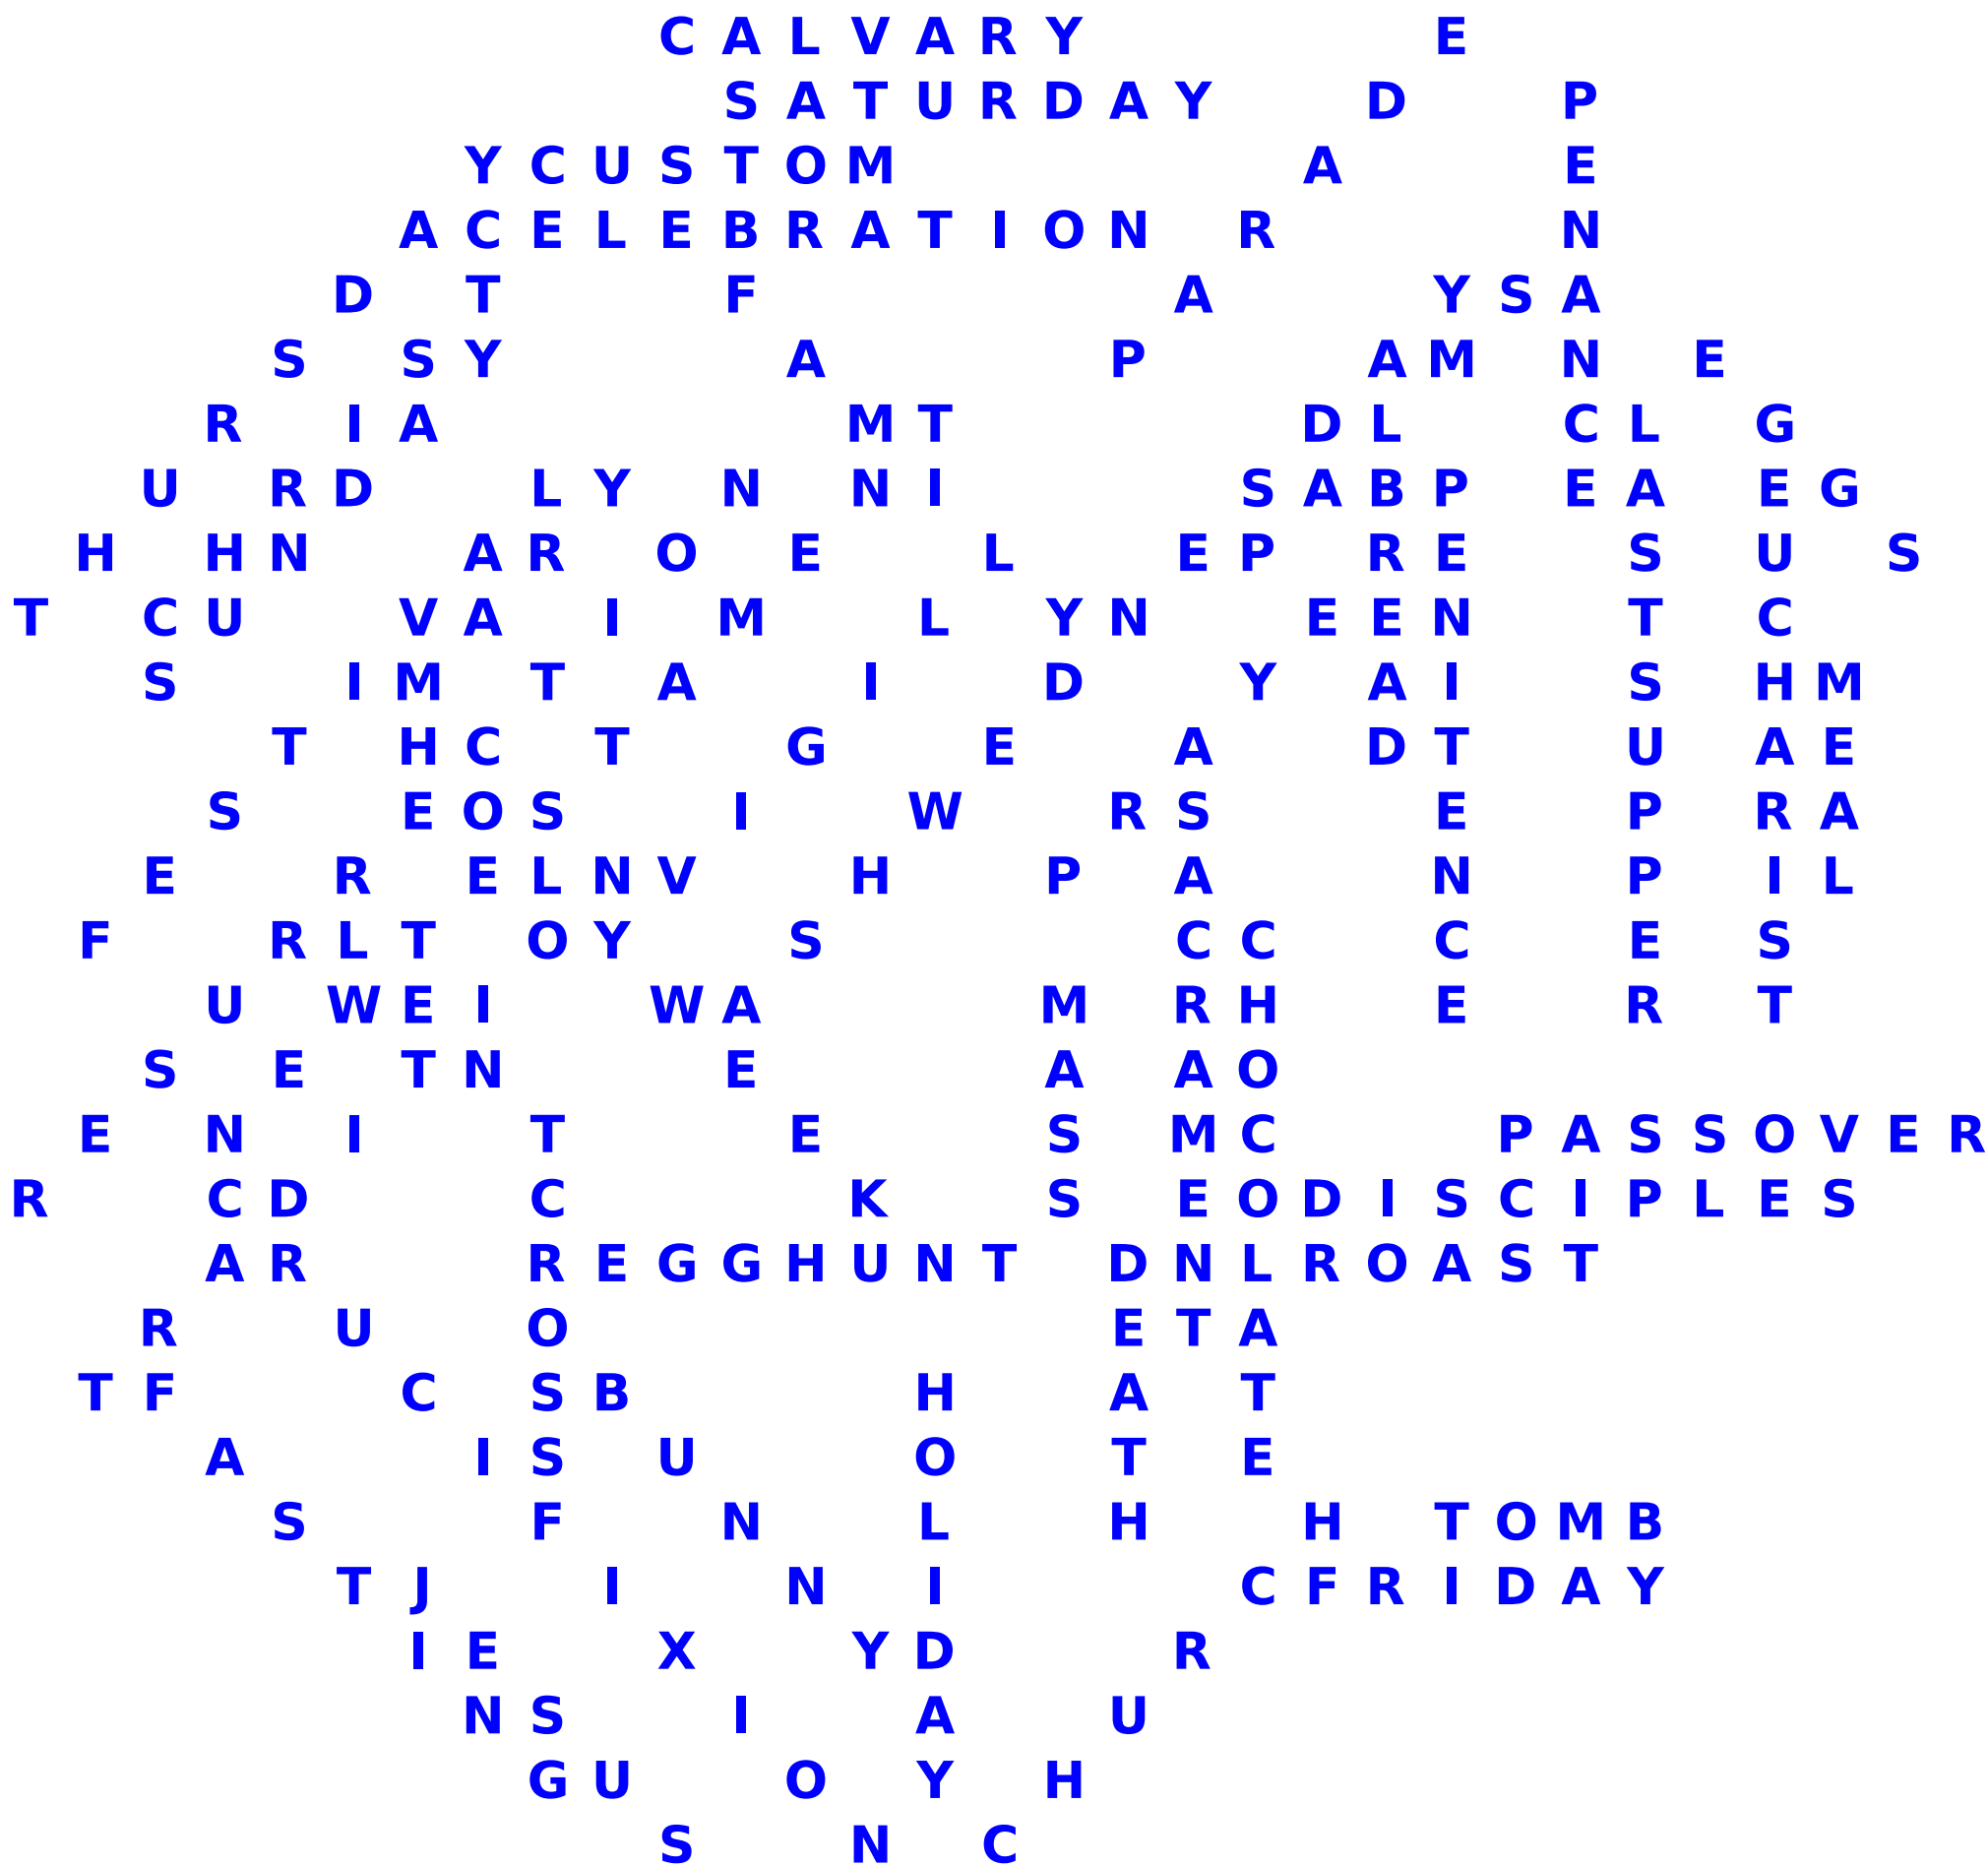 C A L V A R Y E
S A T U R D A Y D P
Y C U S T O M A E
A C E L E B R A T I O N R N
D T F A Y S A
S S Y A P A M N E
R I A M T D L C L G
U R D L Y N N I S A B P E A E G
H H N A R O E L E P R E S U S
T C U V A I M L Y N E E N T C
S I M T A I D Y A I S H M
T H C T G E A D T U A E
S E O S I W R S E P R A
E R E L N V H P A N P I L
F R L T O Y S C C C E S
U W E I W A M R H E R T
S E T N E A A O
E N I T E S M C P A S S O V E R
R C D C K S E O D I S C I P L E S
A R R E G G H U N T D N L R O A S T
R U O E T A
T F C S B H A T
A I S U O T E
S F N L H H T O M B
T J I N I C F R I D A Y
I E X Y D R
N S I A U
G U O Y H
S N C